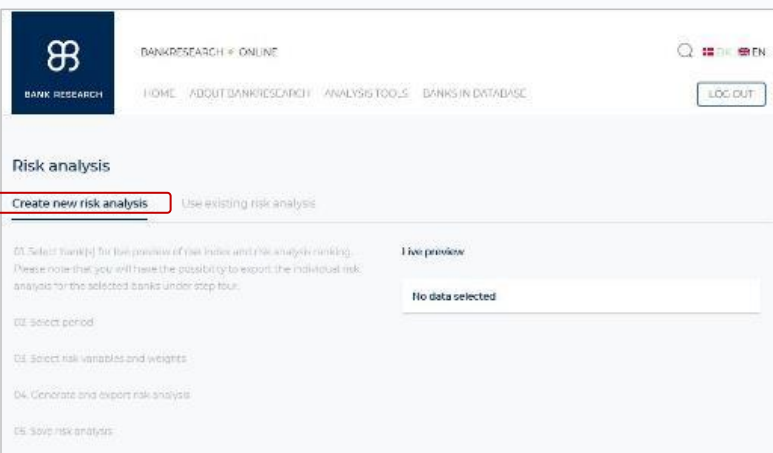 BANK RESEARCH
BANKRESEARCH ONLINE
DK EN
HOME ABOUT BANKRESEARCH ANALYSIS TOOLS BANKS IN DATABASE
LOG OUT
Risk analysis
Create new risk analysis Use existing risk analysis
01. Select bank(s) for live preview of risk index and risk analysis ranking.
Please note that you will have the possibility to export the individual risk
analysis for the selected banks under step four.
Live preview
No data selected
02. Select period
03. Select risk variables and weights
04. Generate and export risk analysis
05. Save risk analysis